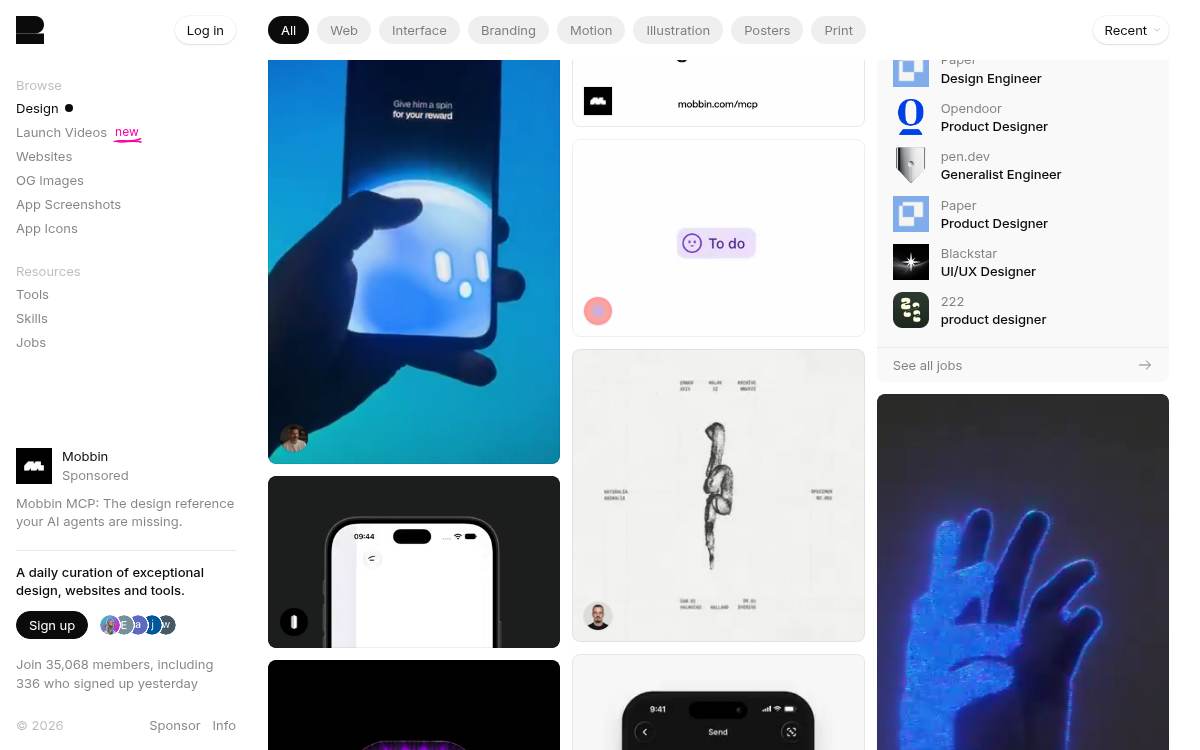 Log in
All
Web
Interface
Branding
Motion
Illustration
Posters
Print
Recent
Browse
Design
Launch Videos new
Websites
OG Images
App Screenshots
App Icons
Resources
Tools
Skills
Jobs
Mobbin
Sponsored
Mobbin MCP: The design reference
your AI agents are missing.
A daily curation of exceptional
design, websites and tools.
Sign up
E
a
j
w
Join 35,068 members, including
336 who signed up yesterday
© 2026
Sponsor
Info
Give him a spin
for your reward
09:44
mobbin.com/mcp
To do
9:41
Send
Paper
Design Engineer
Opendoor
Product Designer
pen.dev
Generalist Engineer
Paper
Product Designer
Blackstar
UI/UX Designer
222
product designer
See all jobs